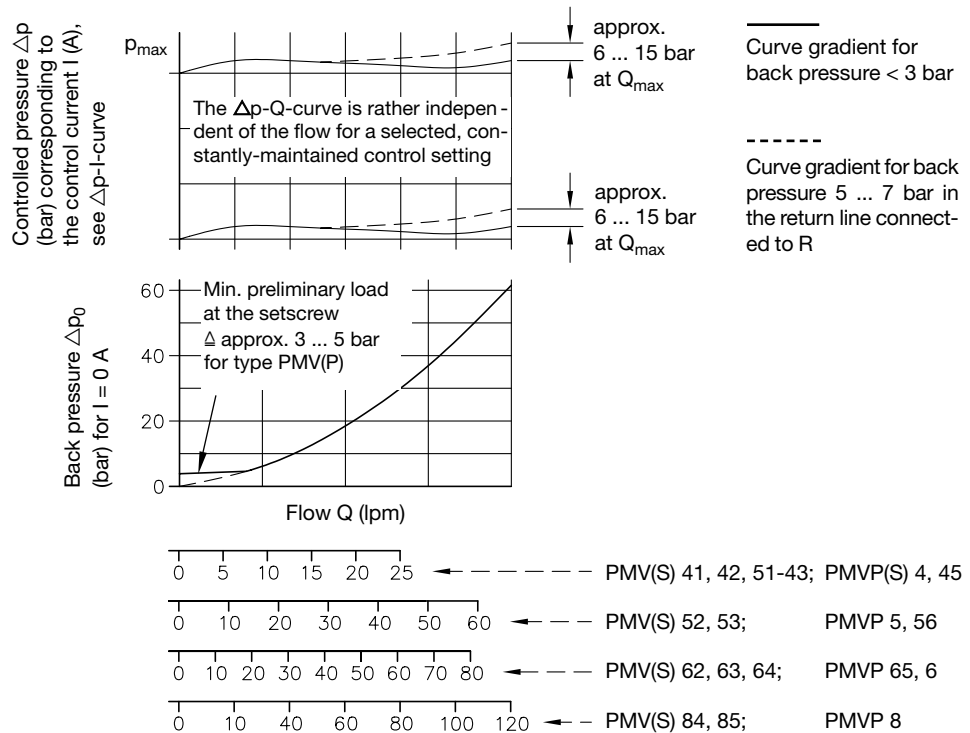 Controlled pressure △p
(bar) corresponding to
the control current I (A),
see △p-I-curve
pmax
The △p-Q-curve is rather indepen-
dent of the flow for a selected, con-
stantly-maintained control setting
approx.
6 ... 15 bar
at Qmax
approx.
6 ... 15 bar
at Qmax
Curve gradient for
back pressure < 3 bar
Curve gradient for back
pressure 5 ... 7 bar in
the return line connect-
ed to R
Back pressure △p0
(bar) for I = 0 A
60
40
20
0
Min. preliminary load
at the setscrew
≙ approx. 3 ... 5 bar
for type PMV(P)
Flow Q (lpm)
0 5 10 15 20 25
PMV(S) 41, 42, 51-43; PMVP(S) 4, 45
0 10 20 30 40 50 60
PMV(S) 52, 53; PMVP 5, 56
0 10 20 30 40 50 60 70 80
PMV(S) 62, 63, 64; PMVP 65, 6
0 10 40 60 80 100 120
PMV(S) 84, 85; PMVP 8